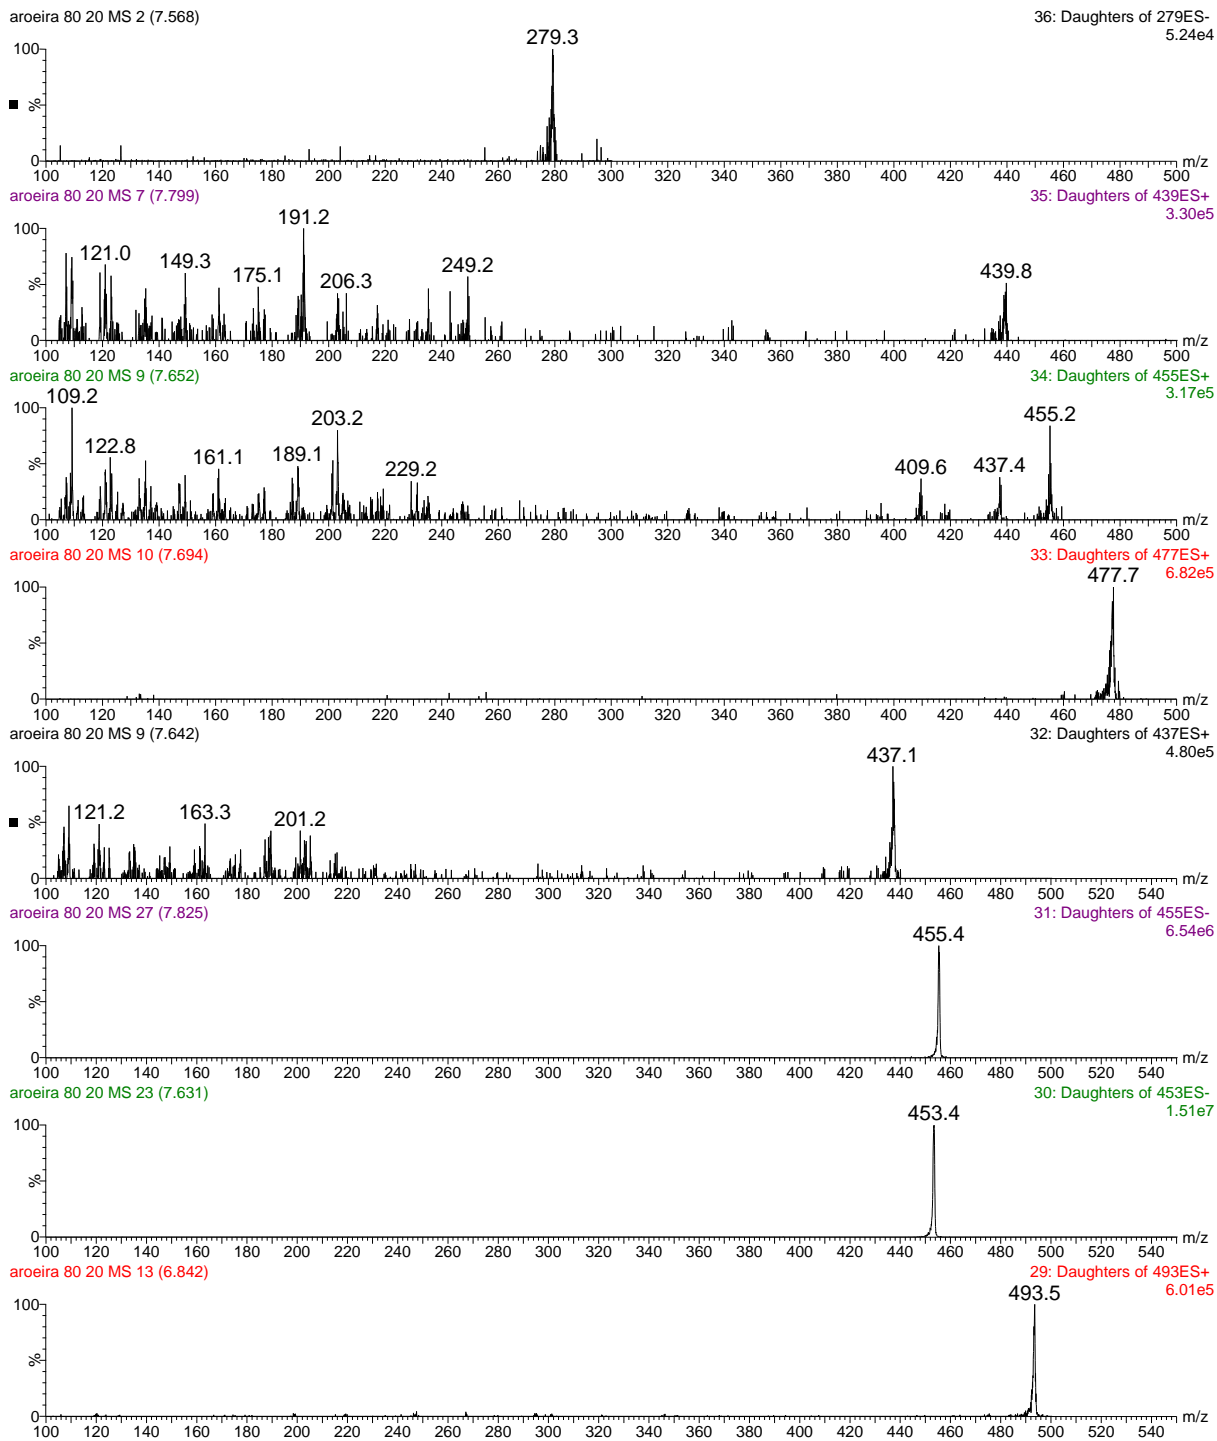 aroeira 80 20 MS 2 (7.568) 36: Daughters of 279ES-
5.24e4
100
279.3
%
0
100 120 140 160 180 200 220 240 260 280 300 320 340 360 380 400 420 440 460 480 500 m/z
aroeira 80 20 MS 7 (7.799) 35: Daughters of 439ES+
3.30e5
100
191.2
121.0 149.3 175.1 206.3 249.2 439.8
%
0
100 120 140 160 180 200 220 240 260 280 300 320 340 360 380 400 420 440 460 480 500 m/z
aroeira 80 20 MS 9 (7.652) 34: Daughters of 455ES+
3.17e5
100
109.2 203.2 455.2
122.8 161.1 189.1 229.2 409.6 437.4
%
0
100 120 140 160 180 200 220 240 260 280 300 320 340 360 380 400 420 440 460 480 500 m/z
aroeira 80 20 MS 10 (7.694) 33: Daughters of 477ES+
6.82e5
100
477.7
%
0
100 120 140 160 180 200 220 240 260 280 300 320 340 360 380 400 420 440 460 480 500 m/z
aroeira 80 20 MS 9 (7.642) 32: Daughters of 437ES+
4.80e5
100
437.1
121.2 163.3 201.2
%
0
100 120 140 160 180 200 220 240 260 280 300 320 340 360 380 400 420 440 460 480 500 m/z
aroeira 80 20 MS 27 (7.825) 31: Daughters of 455ES-
6.54e6
100
455.4
%
0
100 120 140 160 180 200 220 240 260 280 300 320 340 360 380 400 420 440 460 480 500 520 540 m/z
aroeira 80 20 MS 23 (7.631) 30: Daughters of 453ES-
1.51e7
100
453.4
%
0
100 120 140 160 180 200 220 240 260 280 300 320 340 360 380 400 420 440 460 480 500 520 540 m/z
aroeira 80 20 MS 13 (6.842) 29: Daughters of 493ES+
6.01e5
100
493.5
%
0
100 120 140 160 180 200 220 240 260 280 300 320 340 360 380 400 420 440 460 480 500 520 540 m/z